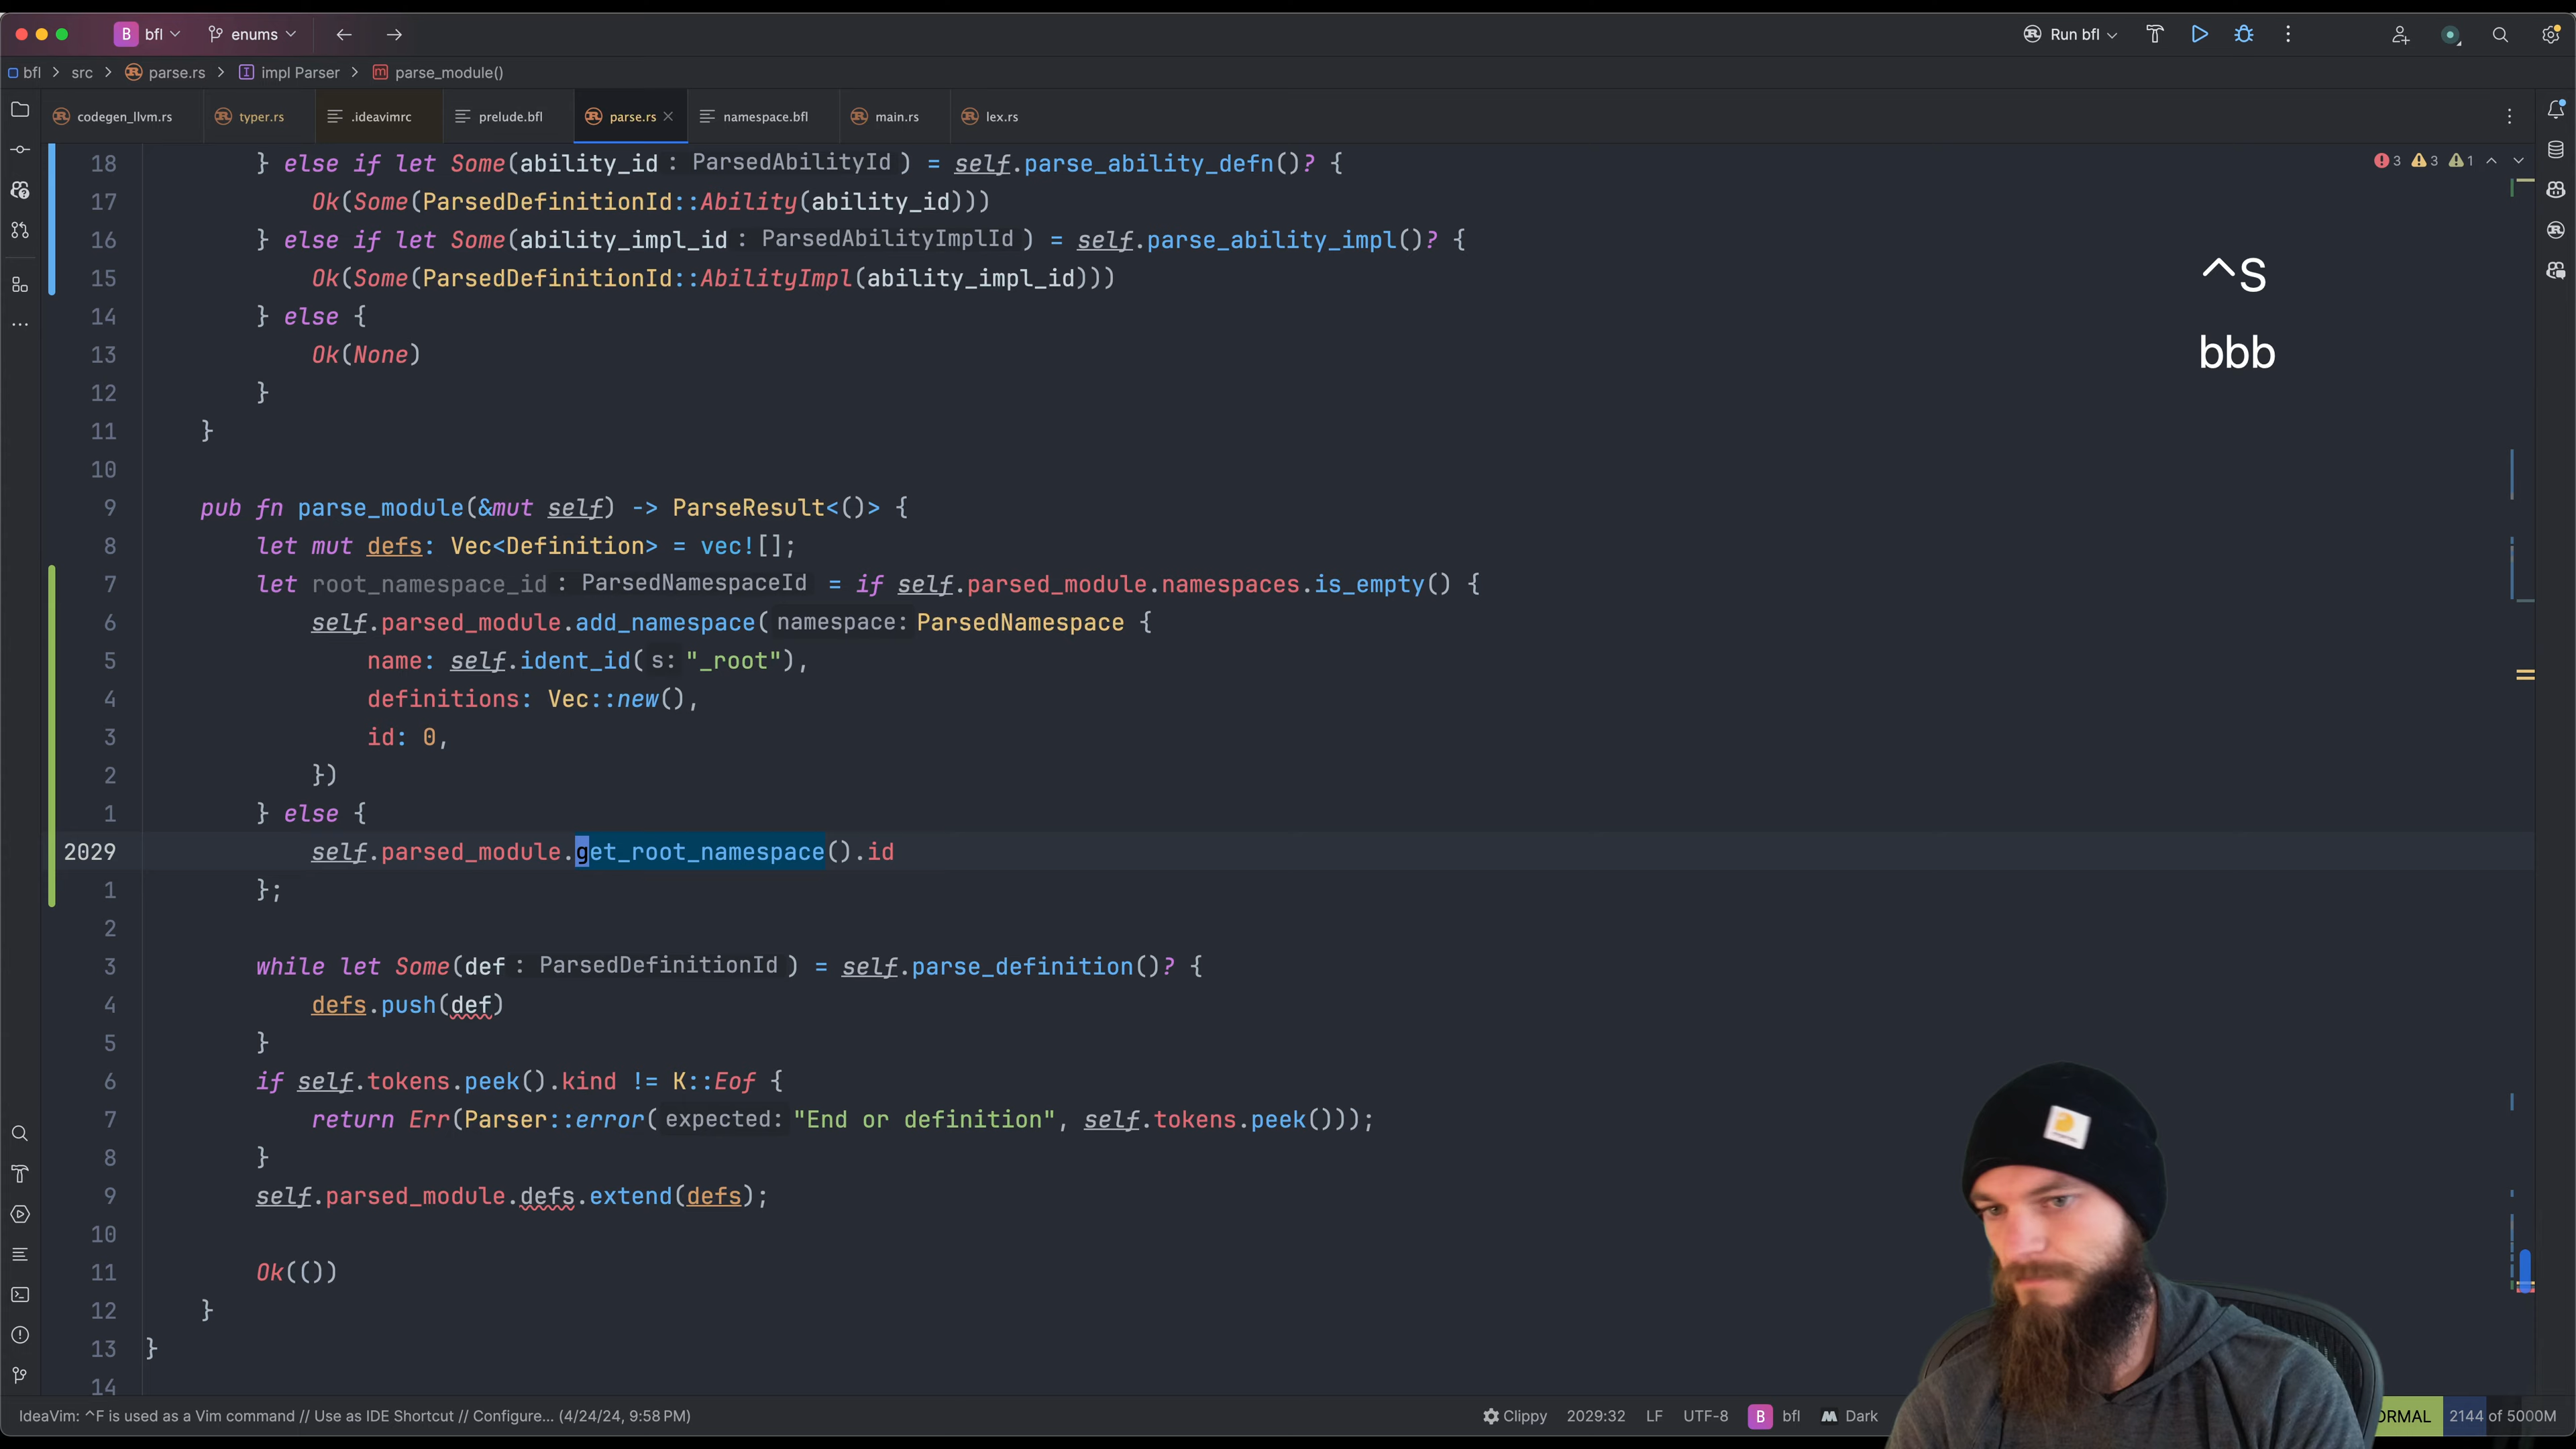 B bfl
enums
Run bfl
bfl > src > parse.rs > impl Parser > parse_module()
codegen_llvm.rs
typer.rs
.ideavimrc
prelude.bfl
parse.rs
namespace.bfl
main.rs
lex.rs
3 3 1
18 } else if let Some(ability_id : ParsedAbilityId ) = self.parse_ability_defn()? {
17 Ok(Some(ParsedDefinitionId::Ability(ability_id)))
16 } else if let Some(ability_impl_id : ParsedAbilityImplId ) = self.parse_ability_impl()? {
15 Ok(Some(ParsedDefinitionId::AbilityImpl(ability_impl_id)))
14 } else {
13 Ok(None)
12 }
11 }
10
9 pub fn parse_module(&mut self) -> ParseResult<()> {
8 let mut defs: Vec<Definition> = vec![];
7 let root_namespace_id : ParsedNamespaceId = if self.parsed_module.namespaces.is_empty() {
6 self.parsed_module.add_namespace( namespace: ParsedNamespace {
5 name: self.ident_id( s: "_root"),
4 definitions: Vec::new(),
3 id: 0,
2 })
1 } else {
2029 self.parsed_module.get_root_namespace().id
1 };
2
3 while let Some(def : ParsedDefinitionId ) = self.parse_definition()? {
4 defs.push(def)
5 }
6 if self.tokens.peek().kind != K::Eof {
7 return Err(Parser::error( expected: "End or definition", self.tokens.peek()));
8 }
9 self.parsed_module.defs.extend(defs);
10
11 Ok(())
12 }
13 }
14
^S
bbb
IdeaVim: ^F is used as a Vim command // Use as IDE Shortcut // Configure... (4/24/24, 9:58 PM)
Clippy
2029:32
LF
UTF-8
B bfl
Dark
ORMAL
2144 of 5000M